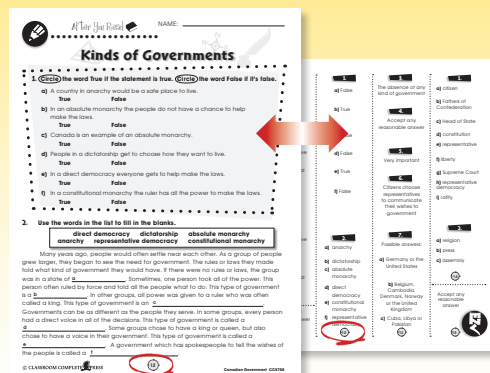 After You Read
NAME:
Kinds of Governments
1. Circle the word True if the statement is true. Circle the word False if it's false.
a) A country in anarchy would be a safe place to live.
True False
b) In an absolute monarchy the people do not have a chance to help
make the laws.
True False
c) Canada is an example of an absolute monarchy.
True False
d) People in a dictatorship get to choose how they want to live.
True False
e) In a direct democracy everyone gets to help make the laws.
True False
f) In a constitutional monarchy the ruler has all the power to make the laws.
True False
2. Use the words in the list to fill in the blanks.
direct democracy dictatorship absolute monarchy
anarchy representative democracy constitutional monarchy
Many years ago, people would often settle near each other. As a group of people
grew larger, they began to see the need for government. The rules or laws they made
told what kind of government they would have. If there were no rules or laws, the group
was in a state of a . Sometimes, one person took all of the power. This
person often ruled by force and told all the people what to do. This type of government
is a b . In other groups, all power was given to a ruler who was often
called a king. This type of government is a c .
Governments can be as different as the people they serve. In some groups, every person
had a direct voice in all of the decisions. This type of government is called a
d . Some groups chose to have a king or queen, but also
chose to have a voice in their government. This type of government is called a
e . A government which has spokespeople to tell the wishes of
the people is called a f .
© CLASSROOM COMPLETE PRESS
12
Canadian Government CC5758
1.
a) False
b) True
d) False
e) True
f) False
2.
a) anarchy
b) dictatorship
c) absolute
monarchy
d) direct
democracy
e) constitutional
monarchy
f) representative
democracy
12
3.
The absence of any
kind of government
4.
Accept any
reasonable answer
5.
Very important
6.
Citizens choose
representatives
to communicate
their wishes to
government
7.
Possible answers:
a) Germany or the
United States
b) Belgium,
Cambodia,
Denmark, Norway
or the United
Kingdom
c) Cuba, Libya or
Pakistan
13
1.
a) citizen
b) Fathers of
Confederation
c) Head of State
d) constitution
e) representative
f) liberty
g) Supreme Court
h) representative
democracy
i) ratify
2.
a) religion
b) press
c) assembly
14
Accept any
reasonable
answer